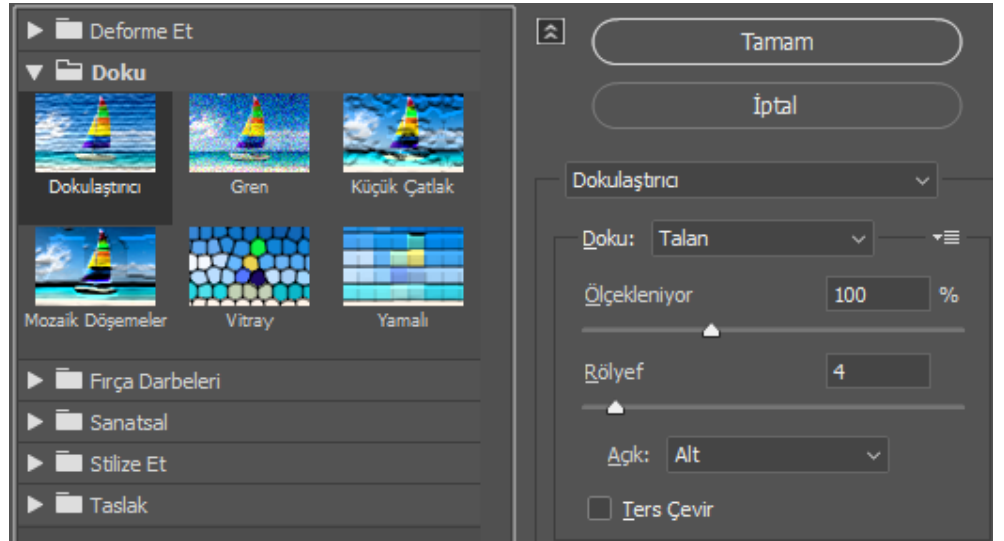 Deforme Et
Doku
Dokulaştırıcı Gren Küçük Çatlak
Mozaik Döşemeler Vitray Yamalı
Fırça Darbeleri
Sanatsal
Stilize Et
Taslak
Tamam
İptal
Dokulaştırıcı
Doku: Talan
Ölçekleniyor 100 %
Rölyef 4
Açık: Alt
Ters Çevir